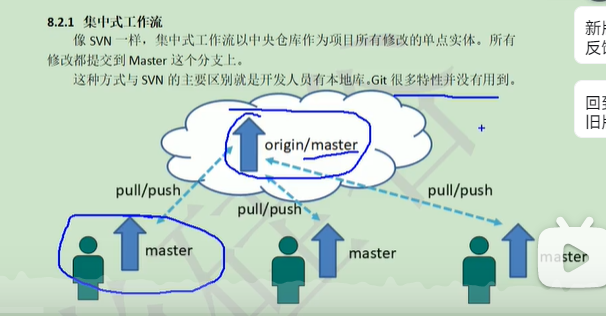 8.2.1 集中式工作流
像 SVN 一样，集中式工作流以中央仓库作为项目所有修改的单点实体。所有
修改都提交到 Master 这个分支上。
这种方式与 SVN 的主要区别就是开发人员有本地库。Git 很多特性并没有用到。
origin/master
pull/push
pull/push
pull/push
master
master
master
回到
旧版